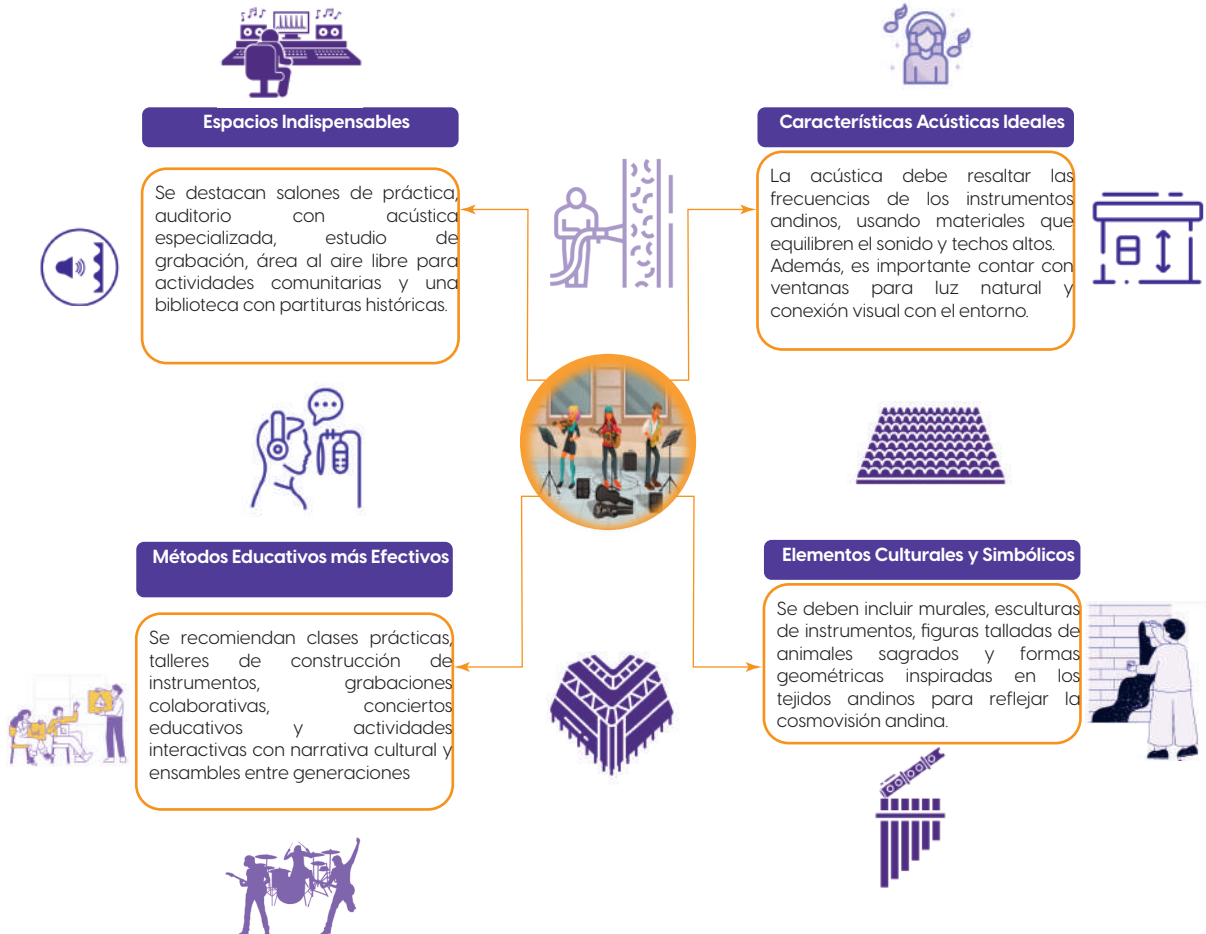 Espacios Indispensables
Se destacan salones de práctica,
auditorio con acústica
especializada, estudio de
grabación, área al aire libre para
actividades comunitarias y una
biblioteca con partituras históricas.
Características Acústicas Ideales
La acústica debe resaltar las
frecuencias de los instrumentos
andinos, usando materiales que
equilibren el sonido y techos altos.
Además, es importante contar con
ventanas para luz natural y
conexión visual con el entorno.
Métodos Educativos más Efectivos
Se recomiendan clases prácticas,
talleres de construcción de
instrumentos, grabaciones
colaborativas, conciertos
educativos y actividades
interactivas con narrativa cultural y
ensambles entre generaciones
Elementos Culturales y Simbólicos
Se deben incluir murales, esculturas
de instrumentos, figuras talladas de
animales sagrados y formas
geométricas inspiradas en los
tejidos andinos para reflejar la
cosmovisión andina.